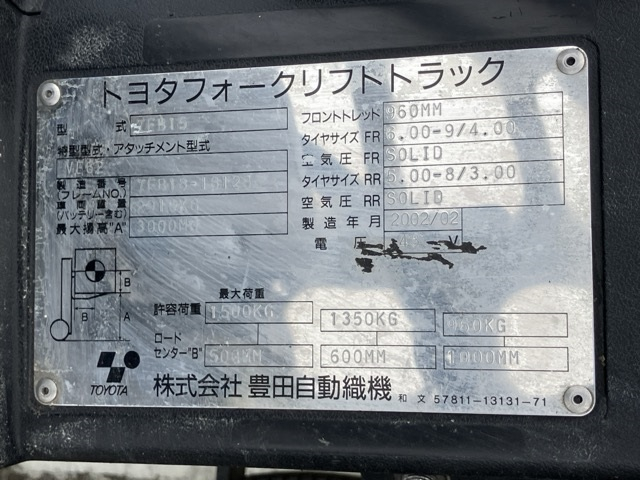 トヨタフォークリフトトラック
型 式 7FB15
特型型式・アタッチメント型式
製造番号
(フレームNO.)
車両重量
(バッテリー含む)
最大揚高"A" 3000MM
フロントトレット 960MM
タイヤサイズ FR 6.00-9/4.00
空気圧 FR SOLID
タイヤサイズ RR 5.00-8/3.00
空気圧 RR SOLID
製造年月 2002/02
電圧 V
B
B A
最大荷重
許容荷重 1500KG 1350KG 860KG
ロード
センター"B" 500MM 600MM 1000MM
TOYOTA 株式会社 豊田自動織機 和文 57811-13131-71